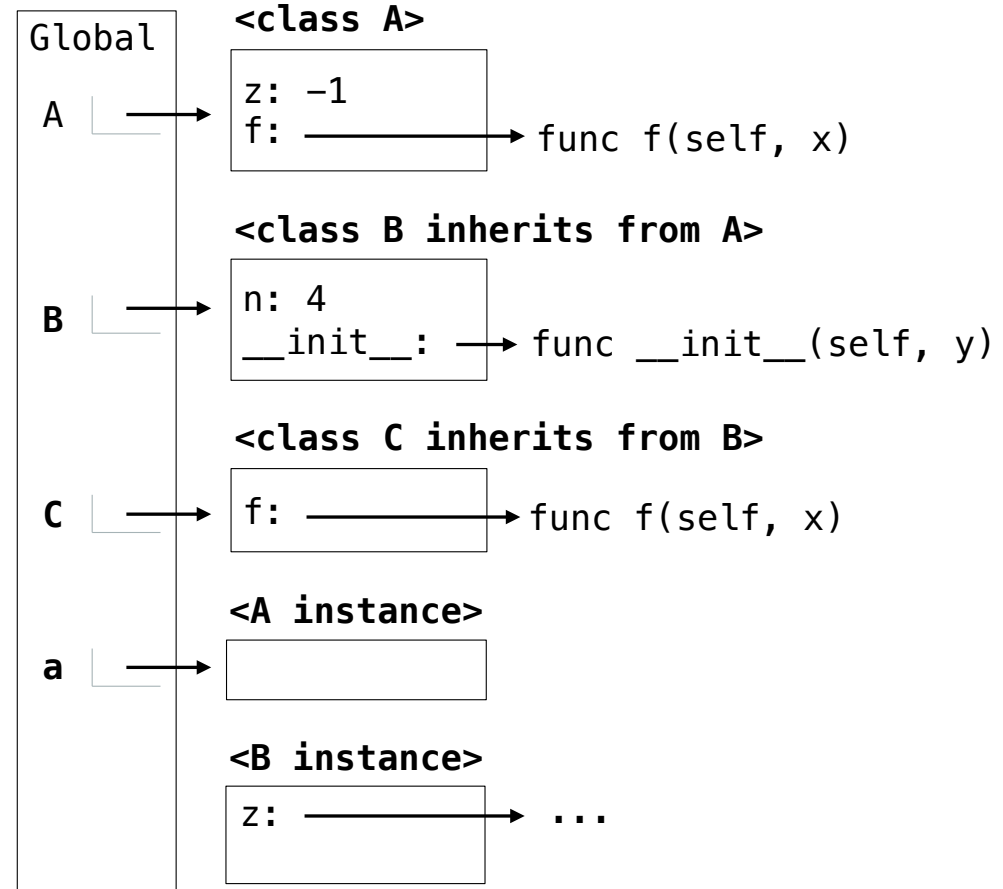 Global
<class A>
A
z: –1
f:
func f(self, x)
<class B inherits from A>
B
n: 4
__init__:
func __init__(self, y)
<class C inherits from B>
C
f:
func f(self, x)
<A instance>
a
<B instance>
z:
...